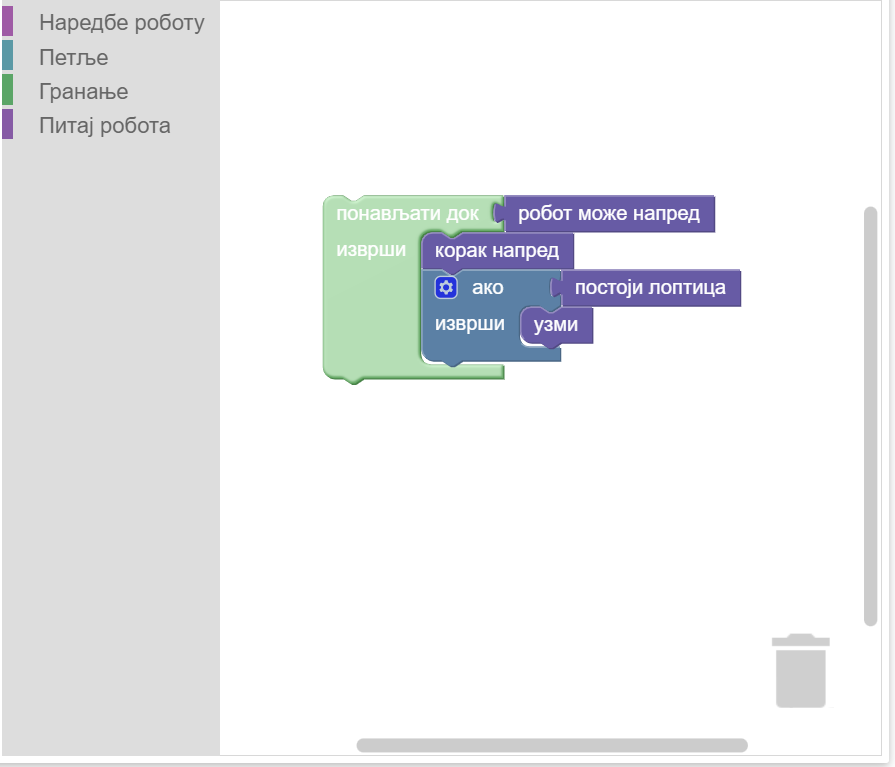 Наредбе роботу
Петље
Гранање
Питај робота
понављати док робот може напред
изврши корак напред
ако постоји лоптица
изврши узми